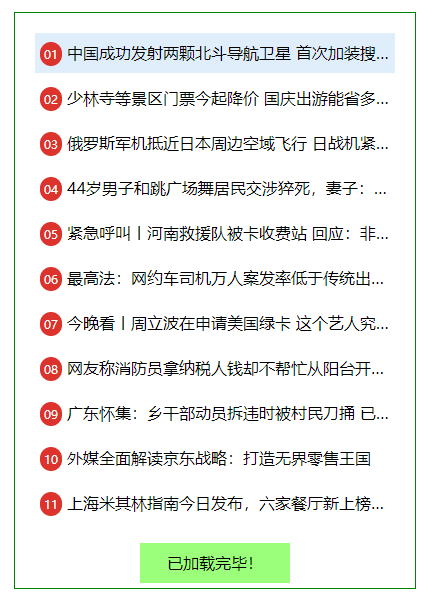 01 中国成功发射两颗北斗导航卫星 首次加装搜...
02 少林寺等景区门票今起降价 国庆出游能省多...
03 俄罗斯军机抵近日本周边空域飞行 日战机紧...
04 44岁男子和跳广场舞居民交涉猝死，妻子：...
05 紧急呼叫丨河南救援队被卡收费站 回应：非...
06 最高法：网约车司机万人案发率低于传统出...
07 今晚看丨周立波在申请美国绿卡 这个艺人究...
08 网友称消防员拿纳税人钱却不帮忙从阳台开...
09 广东怀集：乡干部动员拆违时被村民刀捅 已...
10 外媒全面解读京东战略：打造无界零售王国
11 上海米其林指南今日发布，六家餐厅新上榜...
已加载完毕！